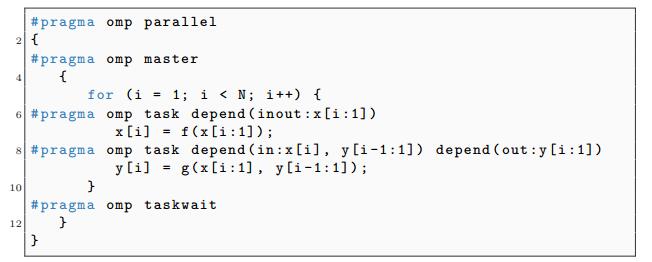 #pragma omp parallel
2 {
#pragma omp master
4 {
for (i = 1; i < N; i++) {
6 #pragma omp task depend(inout:x[i:1])
x[i] = f(x[i:1]);
8 #pragma omp task depend(in:x[i], y[i-1:1]) depend(out:y[i:1])
y[i] = g(x[i:1], y[i-1:1]);
10 }
#pragma omp taskwait
12 }
}